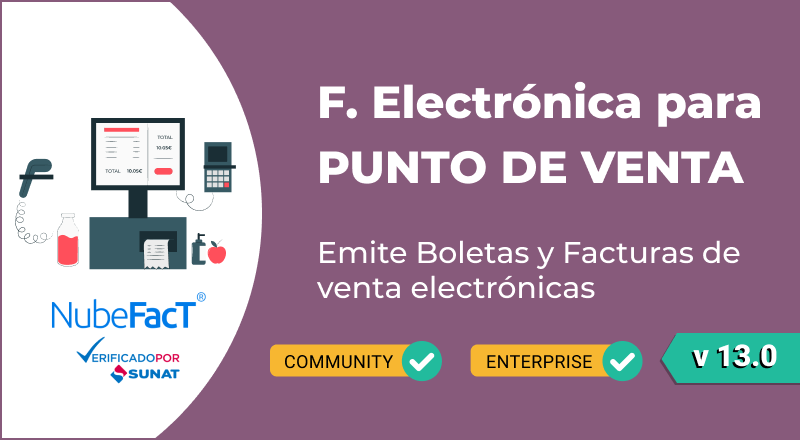 F. Electrónica para
PUNTO DE VENTA
Emite Boletas y Facturas de
venta electrónicas
COMMUNITY
ENTERPRISE
v 13.0
TOTAL
10.05€
TOTAL 10.05€
NubeFacT®
VERIFICADO POR
SUNAT